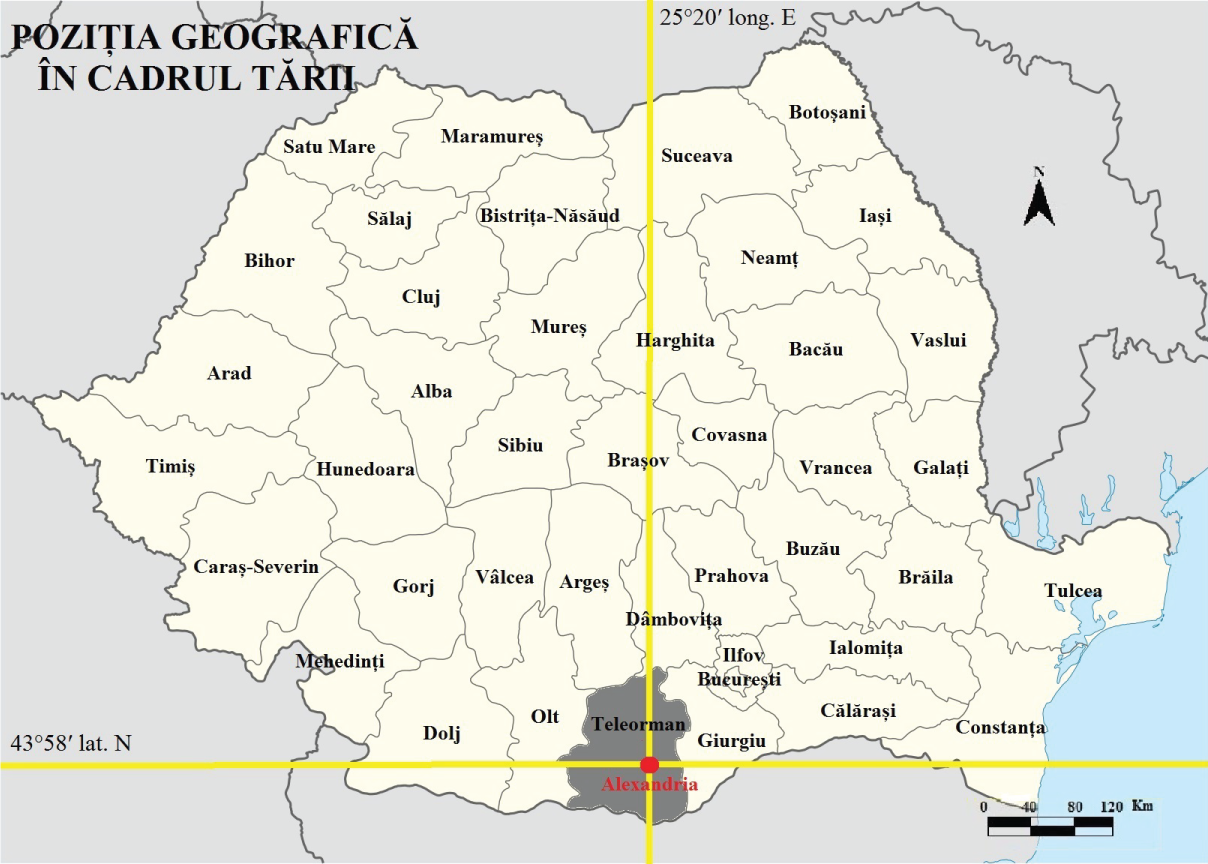 25°20′ long. E
POZIȚIA GEOGRAFICĂ
ÎN CADRUL TĂRII
Botoșani
Maramureș
Satu Mare
Suceava
N
Sălaj
Bistrița-Năsăud
Iași
Bihor
Neamț
Cluj
Mureș
Harghita
Bacău
Vaslui
Arad
Alba
Covasna
Sibiu
Brașov
Timiș
Hunedoara
Vrancea
Galați
Buzău
Caraș-Severin
Gorj
Vâlcea
Argeș
Prahova
Brăila
Tulcea
Dâmbovița
Mehedinți
Ilfov
Ialomița
București
Olt
Teleorman
Călărași
Dolj
Giurgiu
Constanța
43°58′ lat. N
Alexandria
0 40 80 120 Km